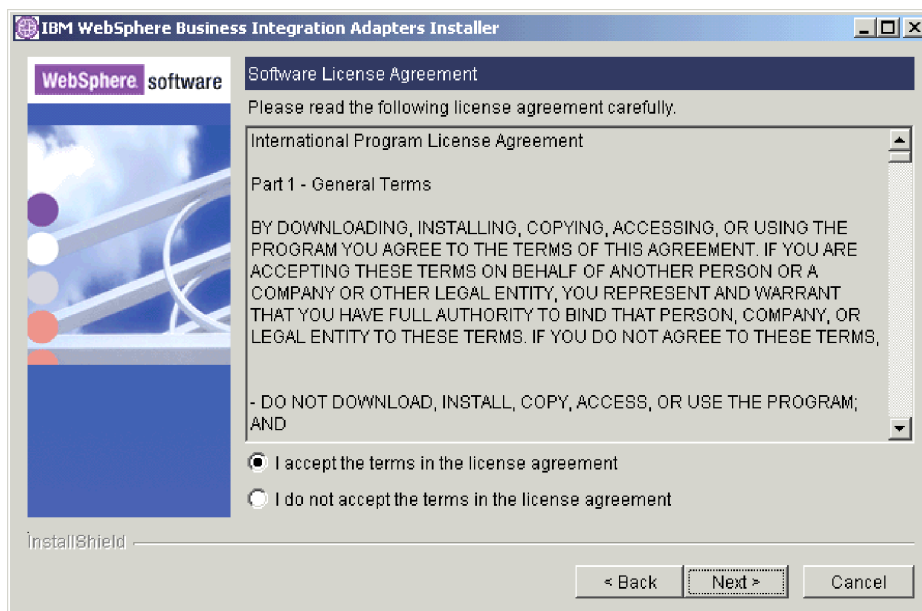 IBM WebSphere Business Integration Adapters Installer
WebSphere software
Software License Agreement
Please read the following license agreement carefully.
International Program License Agreement
Part 1 - General Terms
BY DOWNLOADING, INSTALLING, COPYING, ACCESSING, OR USING THE
PROGRAM YOU AGREE TO THE TERMS OF THIS AGREEMENT. IF YOU ARE
ACCEPTING THESE TERMS ON BEHALF OF ANOTHER PERSON OR A
COMPANY OR OTHER LEGAL ENTITY, YOU REPRESENT AND WARRANT
THAT YOU HAVE FULL AUTHORITY TO BIND THAT PERSON, COMPANY, OR
LEGAL ENTITY TO THESE TERMS. IF YOU DO NOT AGREE TO THESE TERMS,
- DO NOT DOWNLOAD, INSTALL, COPY, ACCESS, OR USE THE PROGRAM;
AND
I accept the terms in the license agreement
I do not accept the terms in the license agreement
InstallShield
< Back
Next >
Cancel